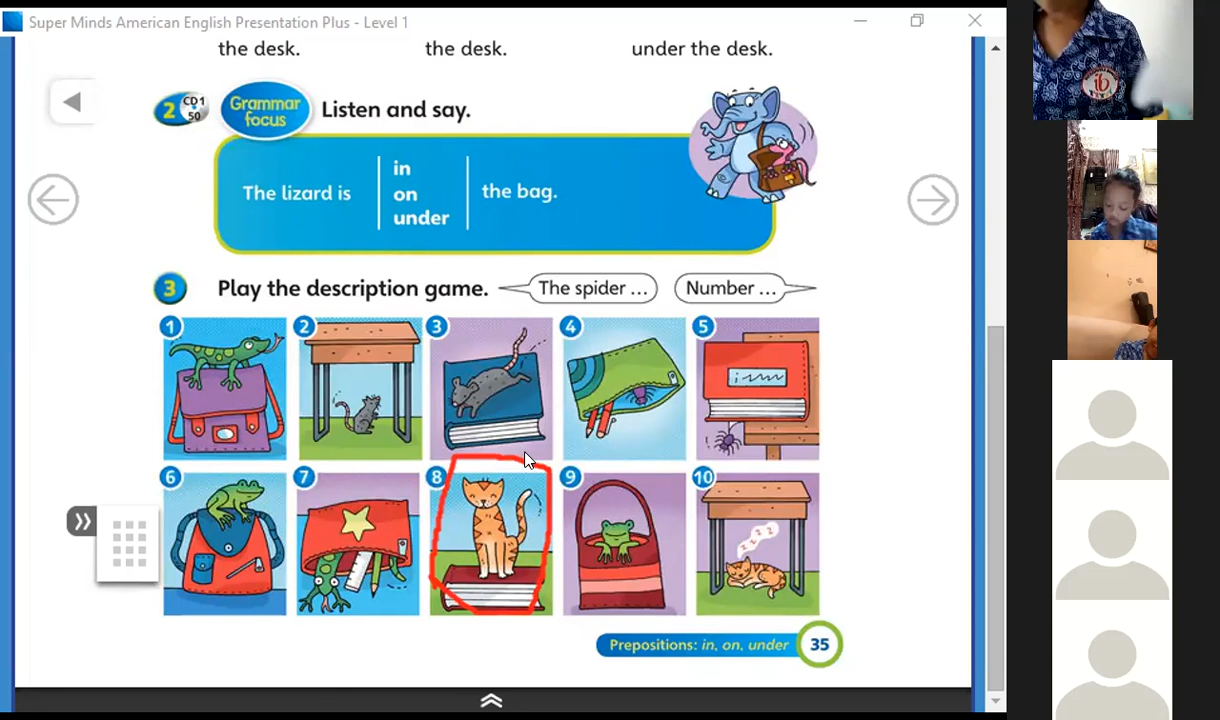 Super Minds American English Presentation Plus - Level 1
the desk. the desk. under the desk.
2 CD1 50 Grammar focus Listen and say.
The lizard is in on under the bag.
3 Play the description game. The spider ... Number ...
1 2 3 4 5
6 7 8 9 10
z z z z
Prepositions: in, on, under 35
ib